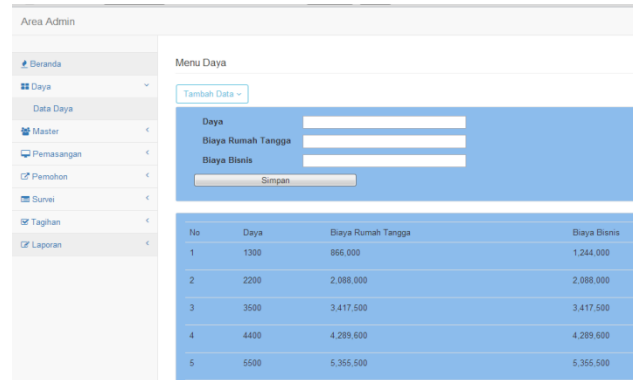 Area Admin
Beranda
Daya
Data Daya
Master
Pemasangan
Pemohon
Survei
Tagihan
Laporan
Menu Daya
Tambah Data
Daya
Biaya Rumah Tangga
Biaya Bisnis
Simpan
No Daya Biaya Rumah Tangga Biaya Bisnis
1 1300 866,000 1,244,000
2 2200 2,088,000 2,088,000
3 3500 3,417,500 3,417,500
4 4400 4,289,600 4,289,600
5 5500 5,355,500 5,355,500